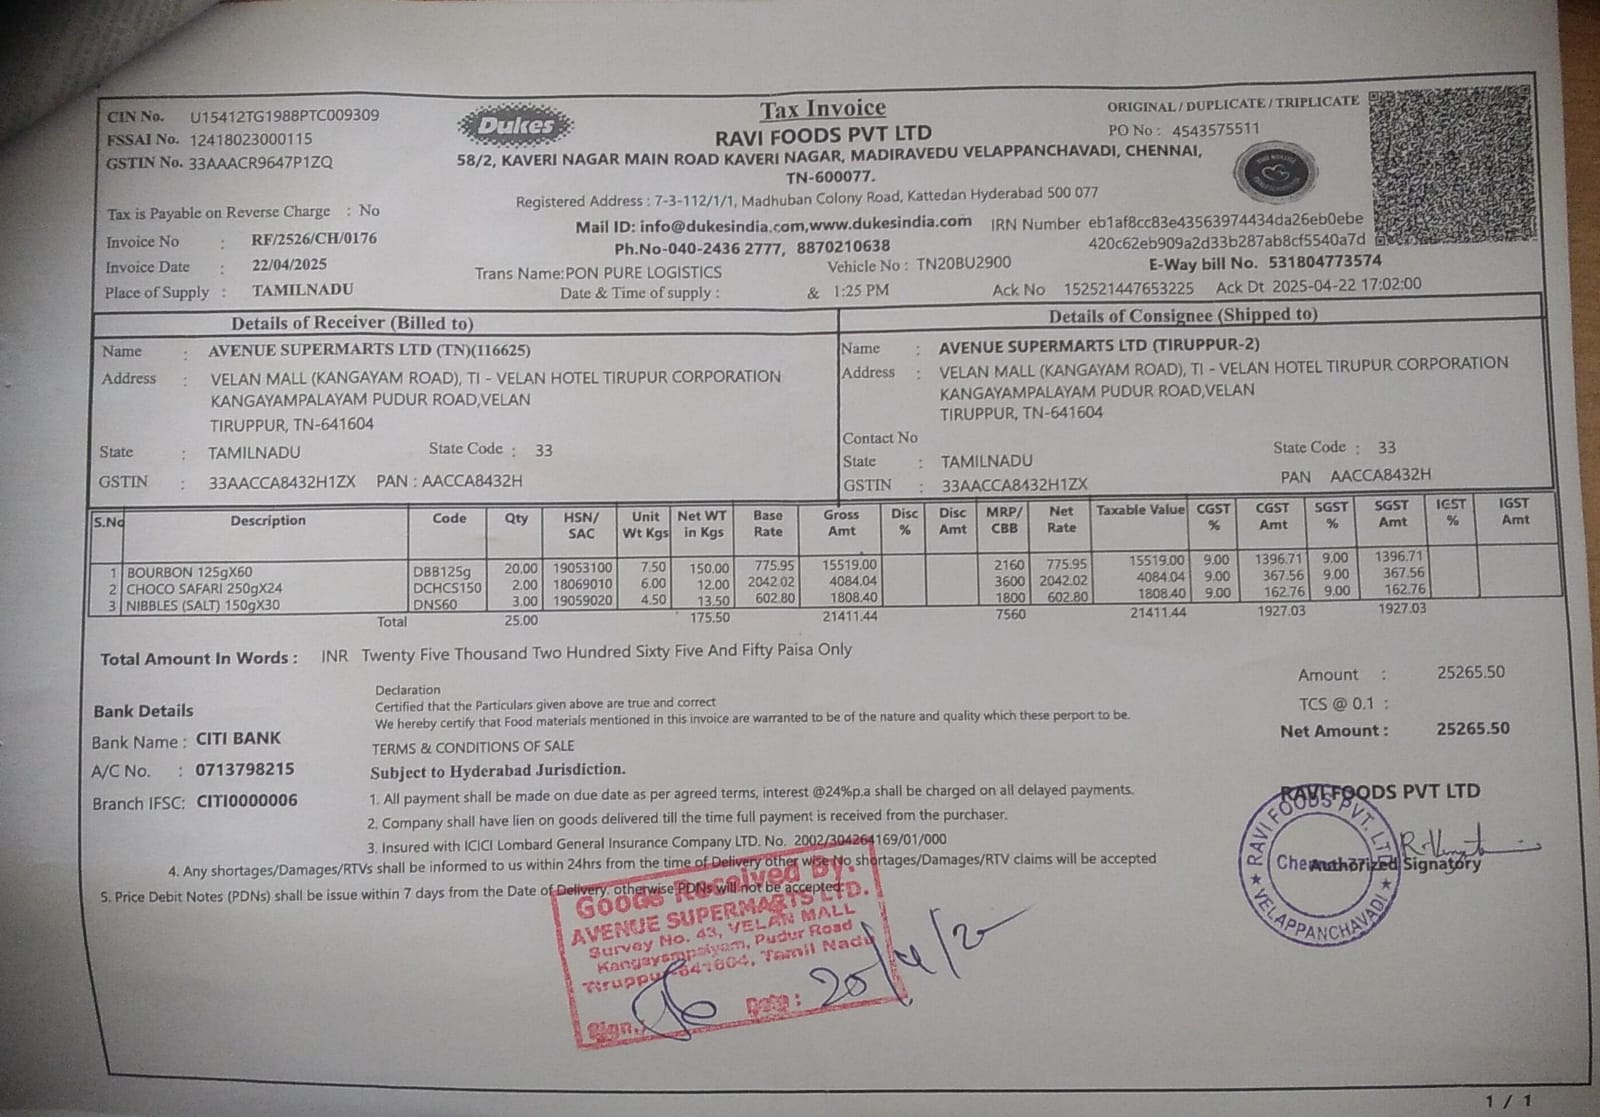 CIN No. U15412TG1988PTC009309
FSSAI No. 12418023000115
GSTIN No. 33AAACR9647P1ZQ
Dukes
Tax Invoice
RAVI FOODS PVT LTD
58/2, KAVERI NAGAR MAIN ROAD KAVERI NAGAR, MADIRAVEDU VELAPPANCHAVADI, CHENNAI,
TN-600077.
Registered Address : 7-3-112/1/1, Madhuban Colony Road, Kattedan Hyderabad 500 077
Mail ID: info@dukesindia.com,www.dukesindia.com
Ph.No-040-2436 2777, 8870210638
ORIGINAL / DUPLICATE / TRIPLICATE
PO No : 4543575511
IRN Number eb1af8cc83e43563974434da26eb0ebe
420c62eb909a2d33b287ab8cf5540a7d
E-Way bill No. 531804773574
Tax is Payable on Reverse Charge : No
Invoice No : RF/2526/CH/0176
Invoice Date : 22/04/2025
Place of Supply : TAMILNADU
Trans Name:PON PURE LOGISTICS Vehicle No : TN20BU2900
Date & Time of supply : & 1:25 PM
Ack No 152521447653225 Ack Dt 2025-04-22 17:02:00
Details of Receiver (Billed to)
Name : AVENUE SUPERMARTS LTD (TN)(116625)
Address : VELAN MALL (KANGAYAM ROAD), TI - VELAN HOTEL TIRUPUR CORPORATION
KANGAYAMPALAYAM PUDUR ROAD,VELAN
TIRUPPUR, TN-641604
State : TAMILNADU State Code : 33
GSTIN : 33AACCA8432H1ZX PAN : AACCA8432H
Details of Consignee (Shipped to)
Name : AVENUE SUPERMARTS LTD (TIRUPPUR-2)
Address : VELAN MALL (KANGAYAM ROAD), TI - VELAN HOTEL TIRUPUR CORPORATION
KANGAYAMPALAYAM PUDUR ROAD,VELAN
TIRUPPUR, TN-641604
Contact No
State : TAMILNADU State Code : 33
GSTIN : 33AACCA8432H1ZX PAN AACCA8432H
S.No Description Code Qty HSN/ SAC Unit Wt Kgs Net WT in Kgs Base Rate Gross Amt Disc % Disc Amt MRP/ CBB Net Rate Taxable Value CGST % CGST Amt SGST % SGST Amt IGST % IGST Amt
1 BOURBON 125gX60 DBB125g 20.00 19053100 7.50 150.00 775.95 15519.00 2160 775.95 15519.00 9.00 1396.71 9.00 1396.71
2 CHOCO SAFARI 250gX24 DCHCS150 2.00 18069010 6.00 12.00 2042.02 4084.04 3600 2042.02 4084.04 9.00 367.56 9.00 367.56
3 NIBBLES (SALT) 150gX30 DNS60 3.00 19059020 4.50 13.50 602.80 1808.40 1800 602.80 1808.40 9.00 162.76 9.00 162.76
Total 25.00 175.50 21411.44 7560 21411.44 1927.03 1927.03
Total Amount In Words : INR Twenty Five Thousand Two Hundred Sixty Five And Fifty Paisa Only
Amount : 25265.50
TCS @ 0.1 :
Net Amount : 25265.50
Bank Details
Bank Name : CITI BANK
A/C No. : 0713798215
Branch IFSC: CITI0000006
Declaration
Certified that the Particulars given above are true and correct
We hereby certify that Food materials mentioned in this invoice are warranted to be of the nature and quality which these perport to be.
TERMS & CONDITIONS OF SALE
Subject to Hyderabad Jurisdiction.
1. All payment shall be made on due date as per agreed terms, interest @24%p.a shall be charged on all delayed payments.
2. Company shall have lien on goods delivered till the time full payment is received from the purchaser.
3. Insured with ICICI Lombard General Insurance Company LTD. No. 2002/304264169/01/000
4. Any shortages/Damages/RTVs shall be informed to us within 24hrs from the time of Delivery other wise No shortages/Damages/RTV claims will be accepted
5. Price Debit Notes (PDNs) shall be issue within 7 days from the Date of Delivery, otherwise PDNs will not be accepted.
RAVI FOODS PVT LTD
Authorized Signatory
RAVI FOODS PVT. LTD.
VELAPPANCHAVADI
Goods Received By.
AVENUE SUPERMARTS LTD.
Survey No. 43, VELAN MALL
Kangayampalayam, Pudur Road
Tiruppur-641604, Tamil Nadu
Sign. Date :
1 / 1